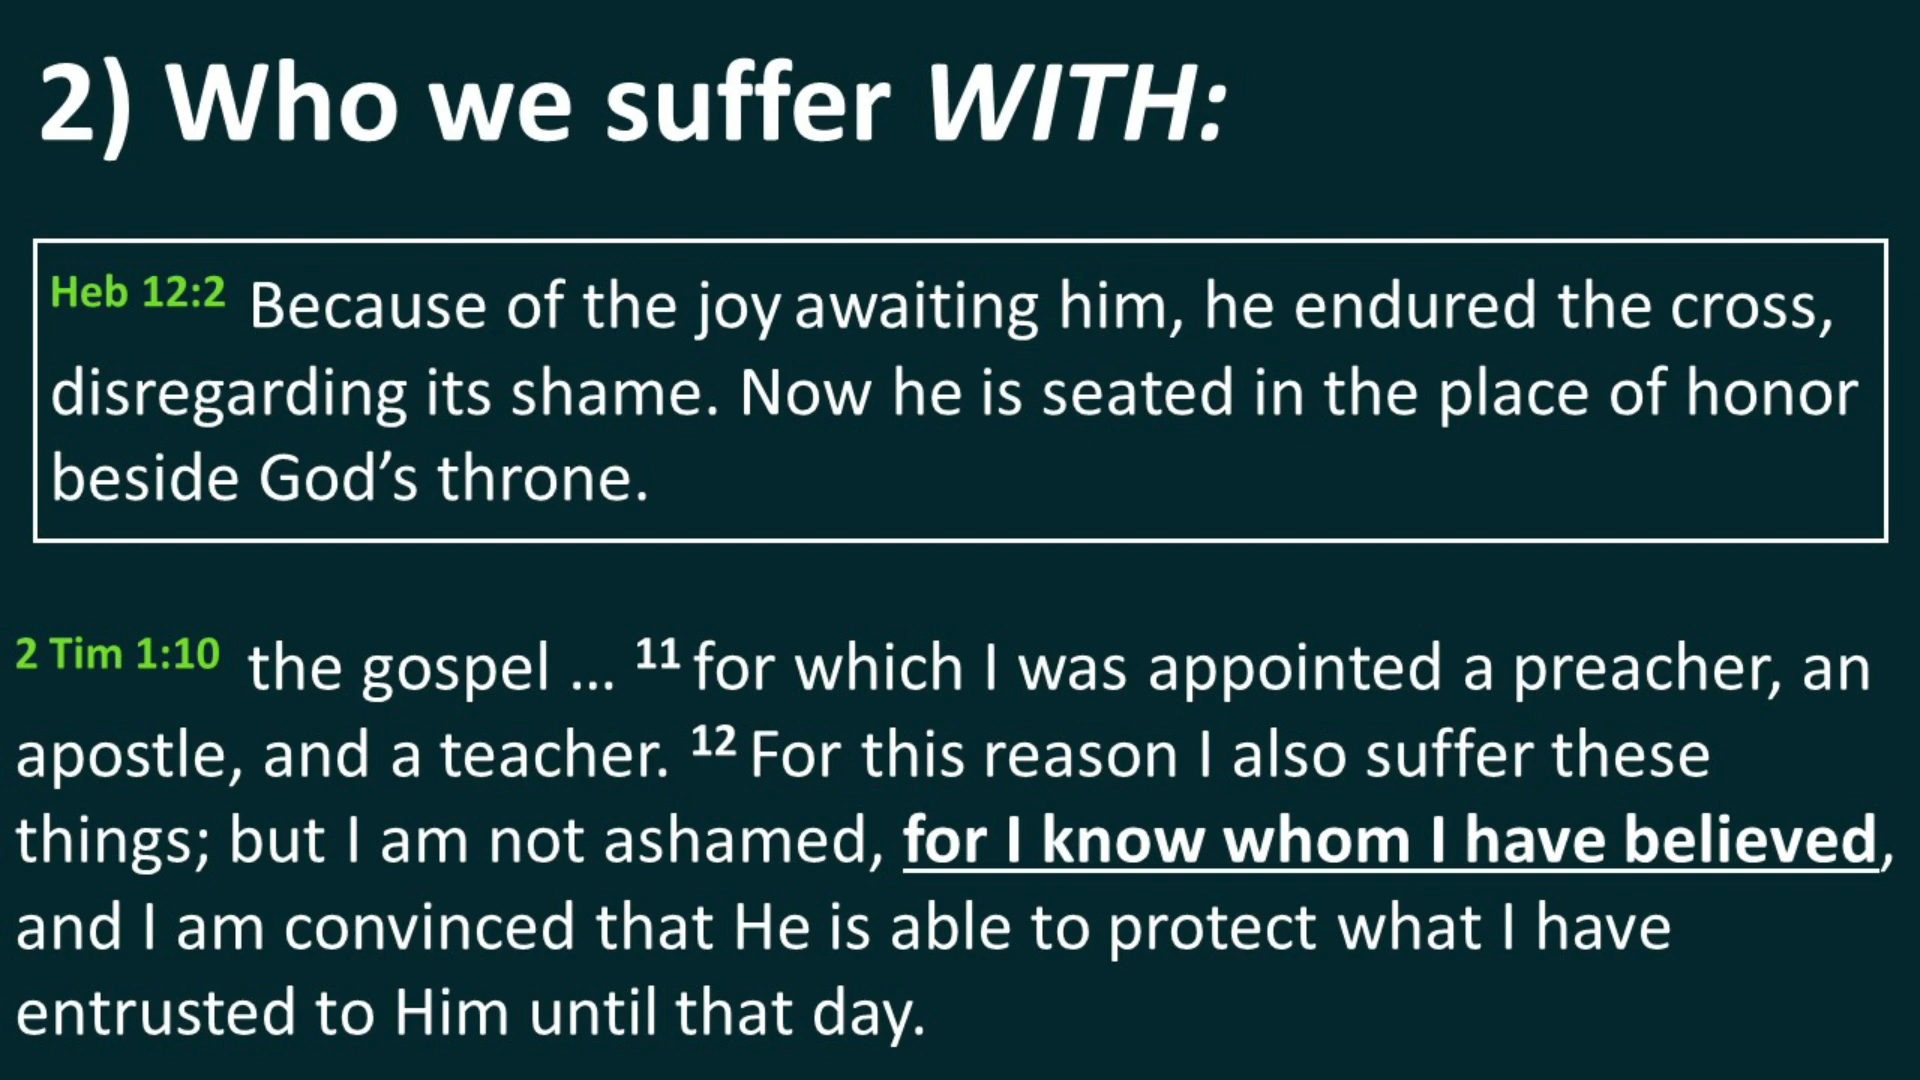 2) Who we suffer WITH:
Heb 12:2 Because of the joy awaiting him, he endured the cross,
disregarding its shame. Now he is seated in the place of honor
beside God’s throne.
2 Tim 1:10 the gospel ... 11 for which I was appointed a preacher, an
apostle, and a teacher. 12 For this reason I also suffer these
things; but I am not ashamed, for I know whom I have believed,
and I am convinced that He is able to protect what I have
entrusted to Him until that day.